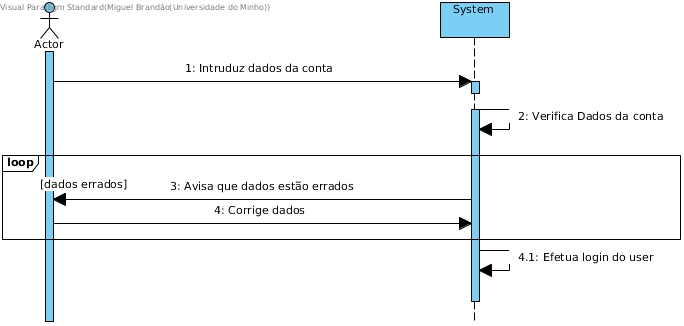 Visual Paradigm Standard(Miguel Brandão(Universidade do Minho))
System
Actor
1: Intruduz dados da conta
2: Verifica Dados da conta
loop
[dados errados]
3: Avisa que dados estão errados
4: Corrige dados
4.1: Efetua login do user